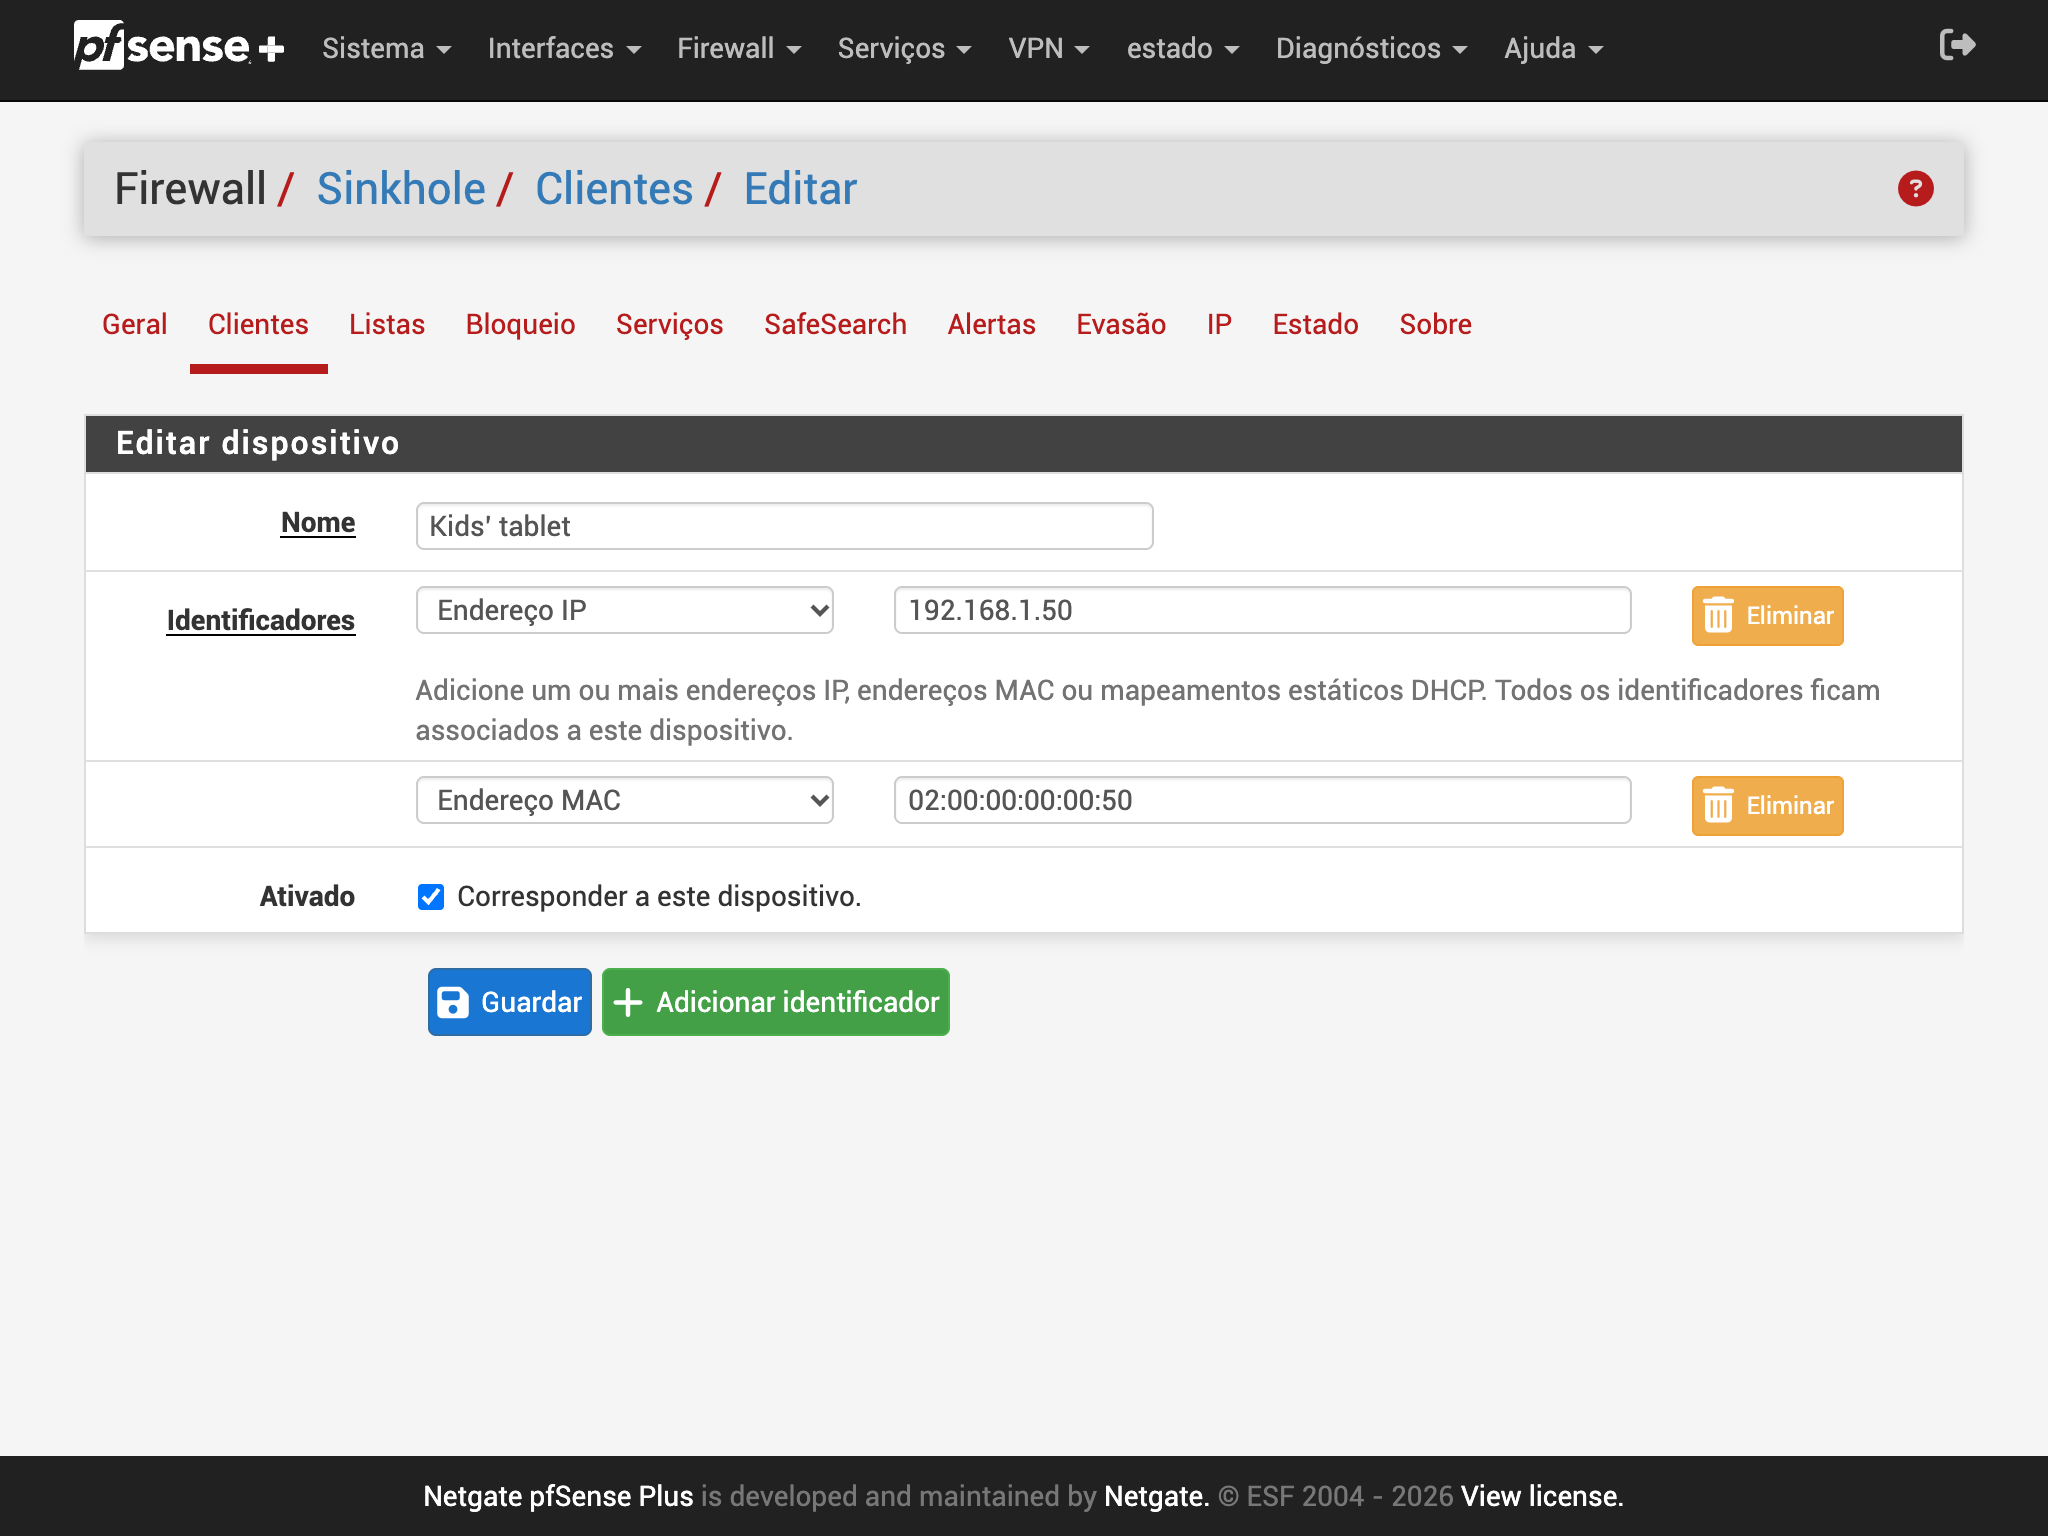 pfsense+ Sistema Interfaces Firewall Serviços VPN estado Diagnósticos Ajuda
Firewall / Sinkhole / Clientes / Editar ?
Geral Clientes Listas Bloqueio Serviços SafeSearch Alertas Evasão IP Estado Sobre
Editar dispositivo
Nome Kids' tablet
Identificadores Endereço IP 192.168.1.50 Eliminar
Adicione um ou mais endereços IP, endereços MAC ou mapeamentos estáticos DHCP. Todos os identificadores ficam
associados a este dispositivo.
Endereço MAC 02:00:00:00:00:50 Eliminar
Ativado Corresponder a este dispositivo.
Guardar Adicionar identificador
Netgate pfSense Plus is developed and maintained by Netgate. © ESF 2004 - 2026 View license.